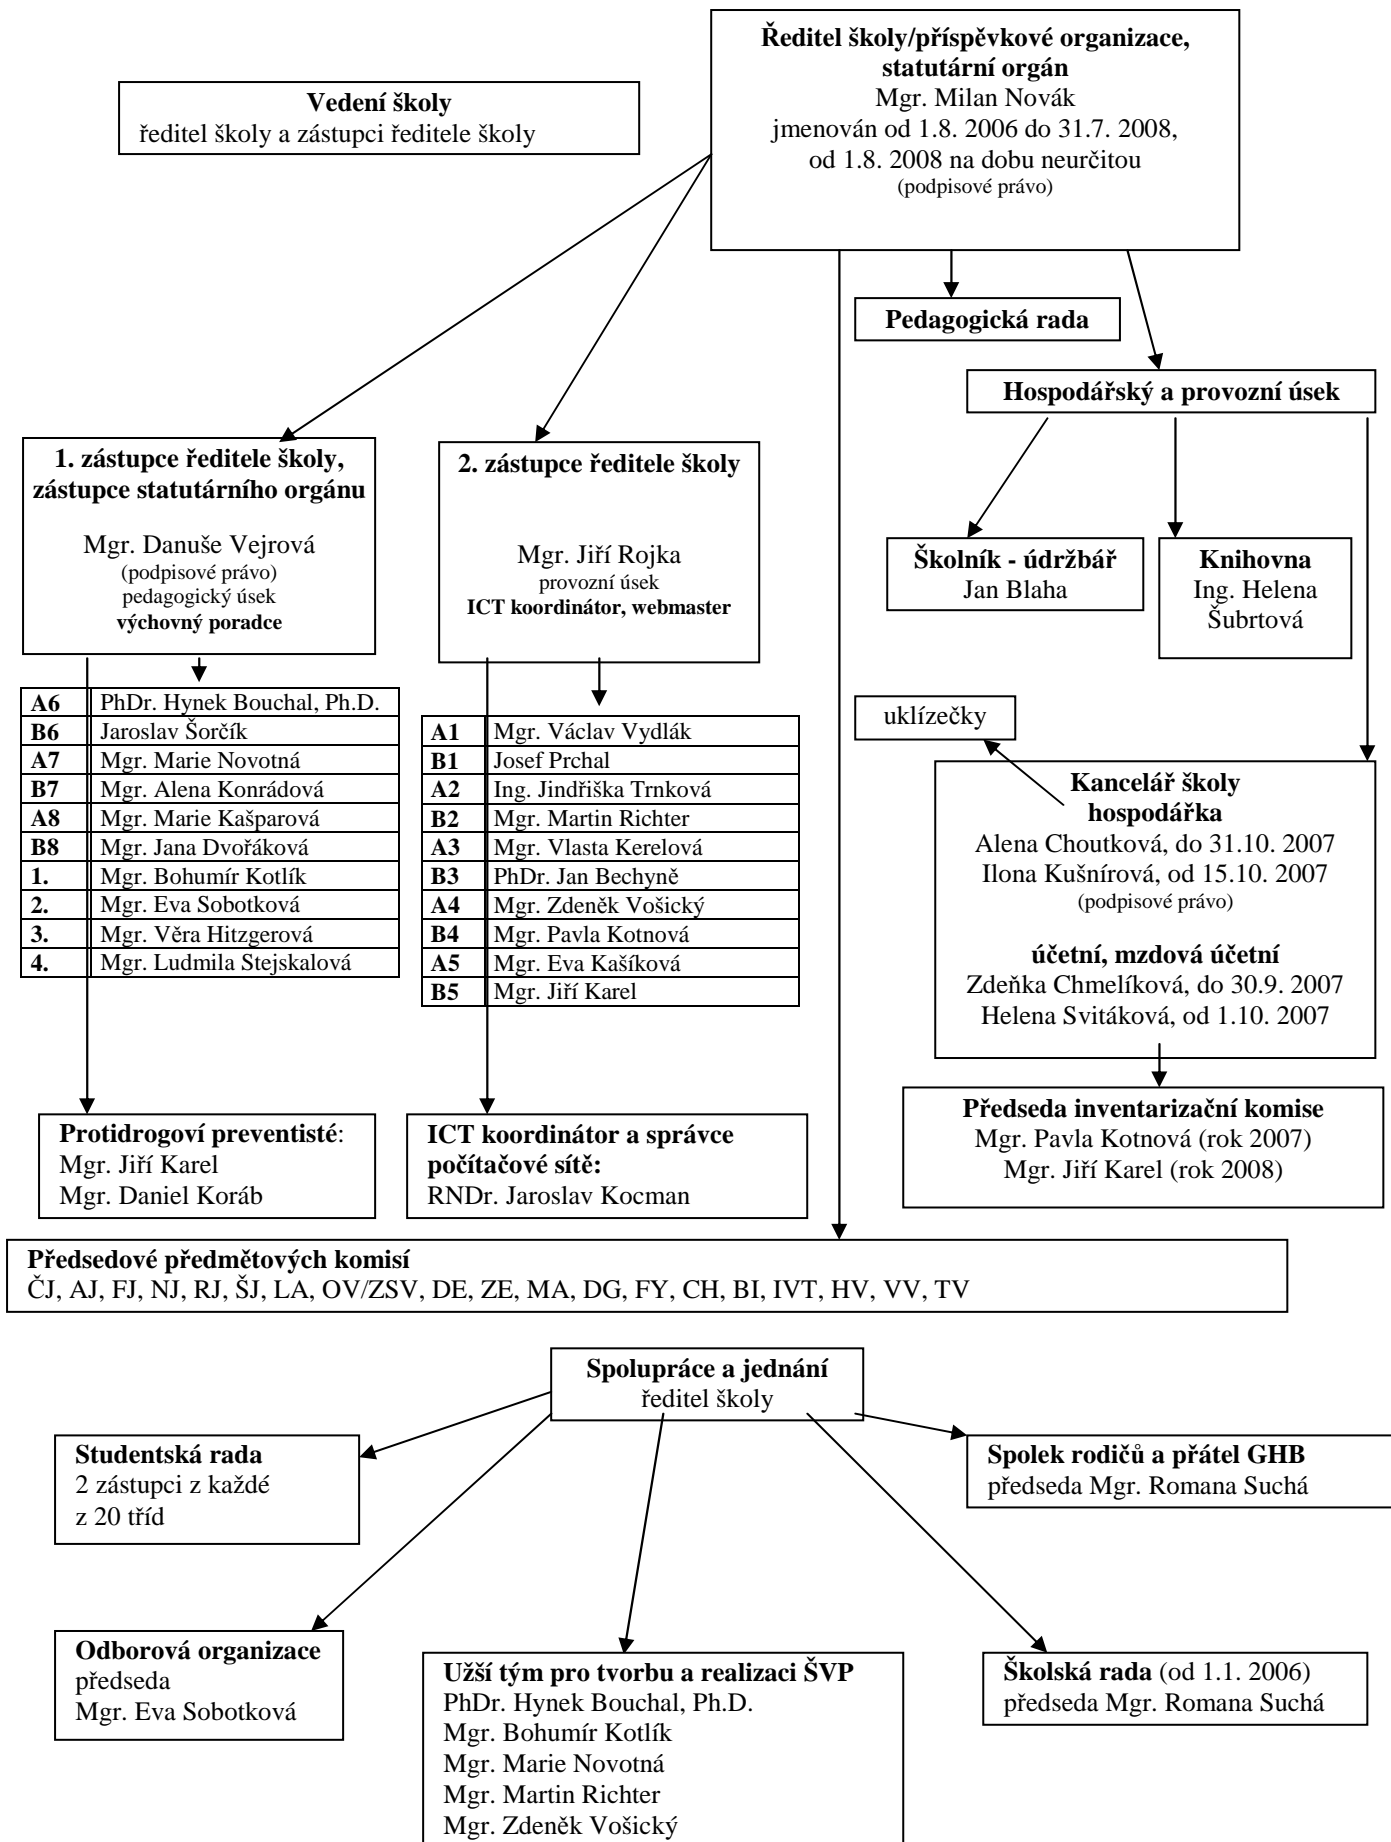 Ředitel školy/příspěvkové organizace,
statutární orgán
Mgr. Milan Novák
jmenován od 1.8. 2006 do 31.7. 2008,
od 1.8. 2008 na dobu neurčitou
(podpisové právo)
Vedení školy
ředitel školy a zástupci ředitele školy
Pedagogická rada
Hospodářský a provozní úsek
1. zástupce ředitele školy,
zástupce statutárního orgánu
Mgr. Danuše Vejrová
(podpisové právo)
pedagogický úsek
výchovný poradce
2. zástupce ředitele školy
Mgr. Jiří Rojka
provozní úsek
ICT koordinátor, webmaster
Školník - údržbář
Jan Blaha
Knihovna
Ing. Helena
Šubrtová
A6 PhDr. Hynek Bouchal, Ph.D.
B6 Jaroslav Šorčík
A7 Mgr. Marie Novotná
B7 Mgr. Alena Konrádová
A8 Mgr. Marie Kašparová
B8 Mgr. Jana Dvořáková
1. Mgr. Bohumír Kotlík
2. Mgr. Eva Sobotková
3. Mgr. Věra Hitzgerová
4. Mgr. Ludmila Stejskalová
A1 Mgr. Václav Vydlák
B1 Josef Prchal
A2 Ing. Jindřiška Trnková
B2 Mgr. Martin Richter
A3 Mgr. Vlasta Kerelová
B3 PhDr. Jan Bechyně
A4 Mgr. Zdeněk Vošický
B4 Mgr. Pavla Kotnová
A5 Mgr. Eva Kašíková
B5 Mgr. Jiří Karel
uklízečky
Kancelář školy
hospodářka
Alena Choutková, do 31.10. 2007
Ilona Kušnírová, od 15.10. 2007
(podpisové právo)
účetní, mzdová účetní
Zdeňka Chmelíková, do 30.9. 2007
Helena Svitáková, od 1.10. 2007
Předseda inventarizační komise
Mgr. Pavla Kotnová (rok 2007)
Mgr. Jiří Karel (rok 2008)
Protidrogoví preventisté:
Mgr. Jiří Karel
Mgr. Daniel Koráb
ICT koordinátor a správce
počítačové sítě:
RNDr. Jaroslav Kocman
Předsedové předmětových komisí
ČJ, AJ, FJ, NJ, RJ, ŠJ, LA, OV/ZSV, DE, ZE, MA, DG, FY, CH, BI, IVT, HV, VV, TV
Spolupráce a jednání
ředitel školy
Studentská rada
2 zástupci z každé
z 20 tříd
Spolek rodičů a přátel GHB
předseda Mgr. Romana Suchá
Odborová organizace
předseda
Mgr. Eva Sobotková
Užší tým pro tvorbu a realizaci ŠVP
PhDr. Hynek Bouchal, Ph.D.
Mgr. Bohumír Kotlík
Mgr. Marie Novotná
Mgr. Martin Richter
Mgr. Zdeněk Vošický
Školská rada (od 1.1. 2006)
předseda Mgr. Romana Suchá